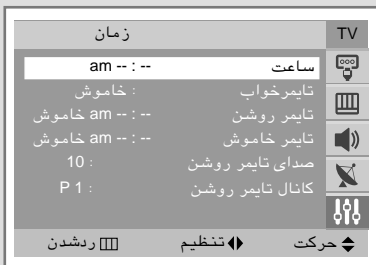 زمان
TV
ساعت am -- : --
تایمرخواب : خاموش
تایمر روشن am -- : -- خاموش
تایمر خاموش am -- : -- خاموش
صدای تایمر روشن : 10
کانال تایمر روشن : P 1
حرکت تنظیم ردشدن